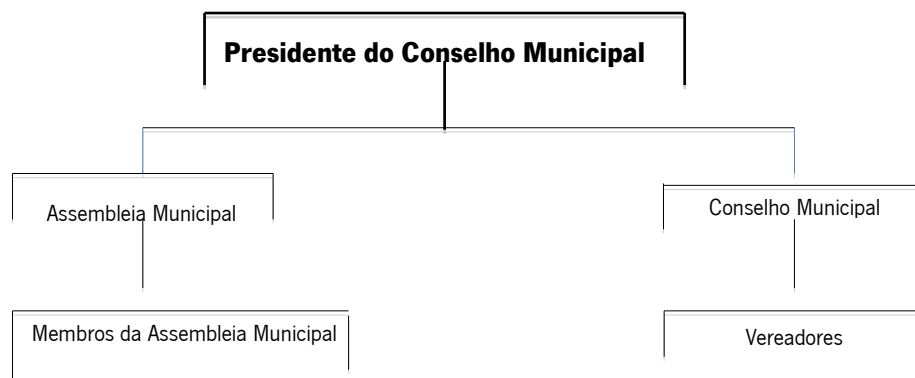 Presidente do Conselho Municipal
Assembleia Municipal
Conselho Municipal
Membros da Assembleia Municipal
Vereadores